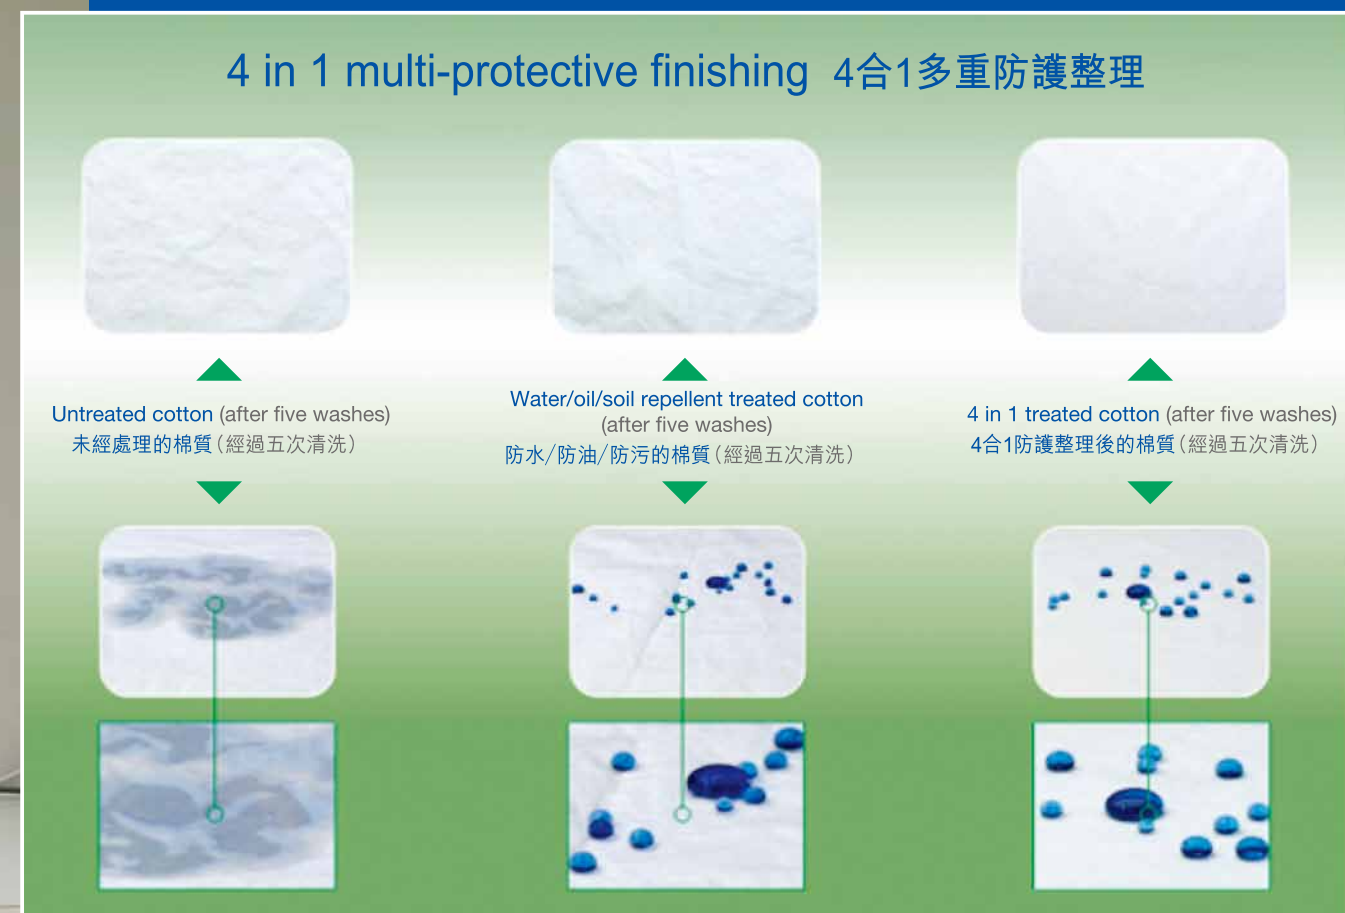 4 in 1 multi-protective finishing 4合1多重防護整理
Untreated cotton (after five washes)
未經處理的棉質(經過五次清洗)
Water/oil/soil repellent treated cotton
(after five washes)
防水/防油/防污的棉質(經過五次清洗)
4 in 1 treated cotton (after five washes)
4合1防護整理後的棉質(經過五次清洗)